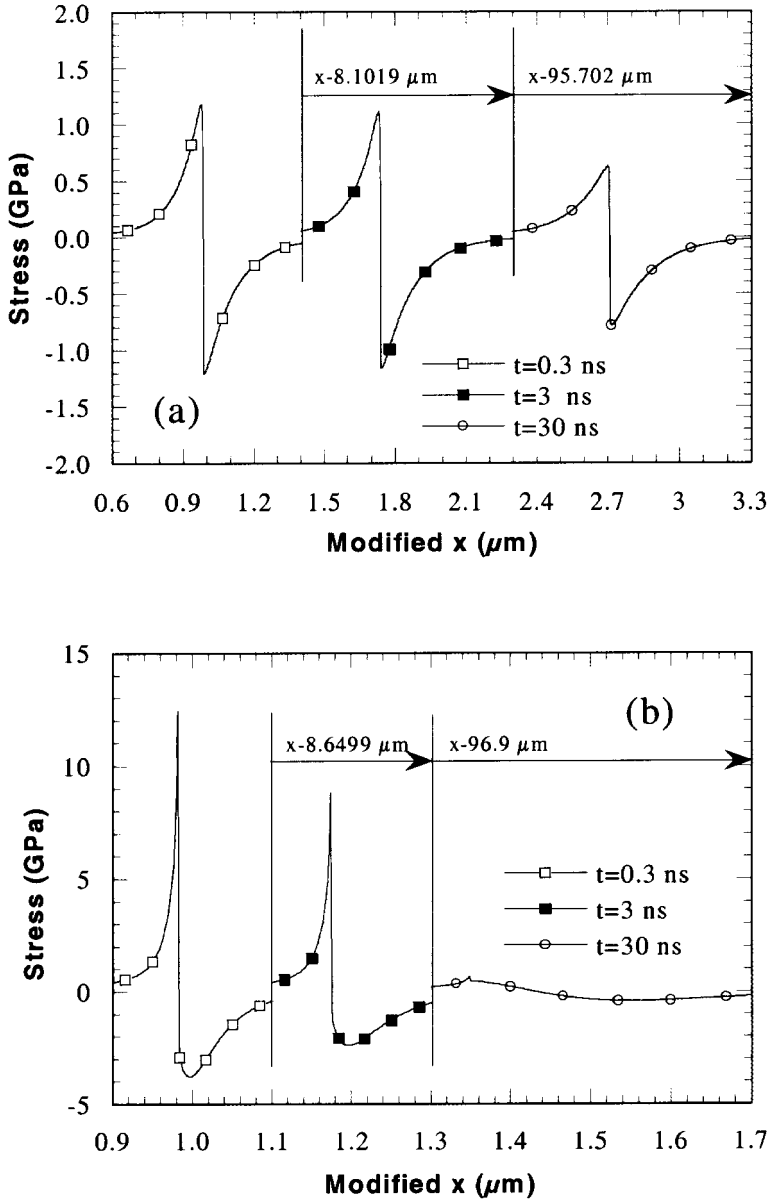 2.0
1.5
1.0
0.5
0.0
-0.5
-1.0
-1.5
-2.0
Stress (GPa)
x-8.1019 μm
x-95.702 μm
t=0.3 ns
t=3 ns
t=30 ns
(a)
0.6 0.9 1.2 1.5 1.8 2.1 2.4 2.7 3 3.3
Modified x (μm)
15
10
5
0
-5
Stress (GPa)
(b)
x-8.6499 μm
x-96.9 μm
t=0.3 ns
t=3 ns
t=30 ns
0.9 1.0 1.1 1.2 1.3 1.4 1.5 1.6 1.7
Modified x (μm)